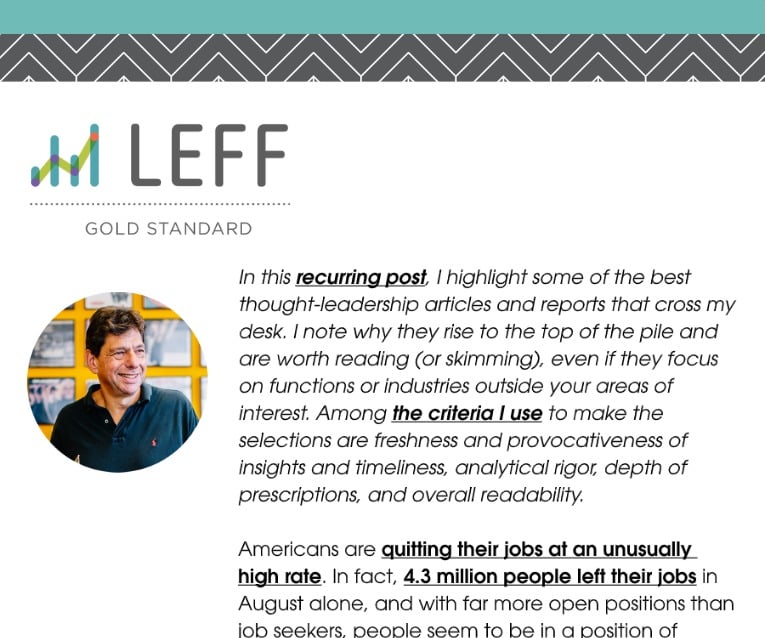 LEFF
GOLD STANDARD
In this recurring post, I highlight some of the best
thought-leadership articles and reports that cross my
desk. I note why they rise to the top of the pile and
are worth reading (or skimming), even if they focus
on functions or industries outside your areas of
interest. Among the criteria I use to make the
selections are freshness and provocativeness of
insights and timeliness, analytical rigor, depth of
prescriptions, and overall readability.
Americans are quitting their jobs at an unusually
high rate. In fact, 4.3 million people left their jobs in
August alone, and with far more open positions than
job seekers, people seem to be in a position of